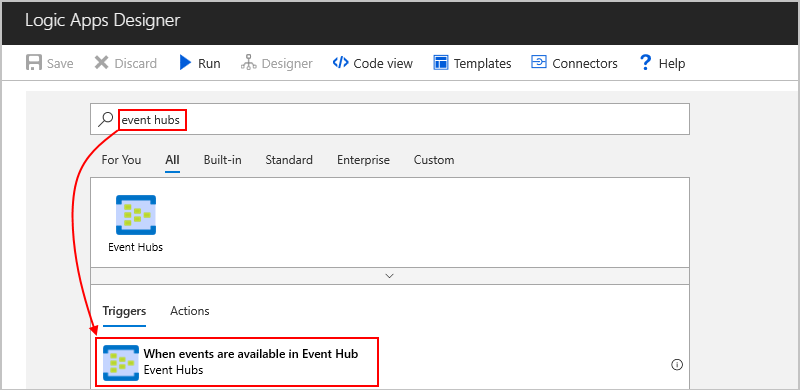 Logic Apps Designer
Save Discard Run Designer Code view Templates Connectors ? Help
event hubs
For You All Built-in Standard Enterprise Custom
Event Hubs
Triggers Actions
When events are available in Event Hub
Event Hubs